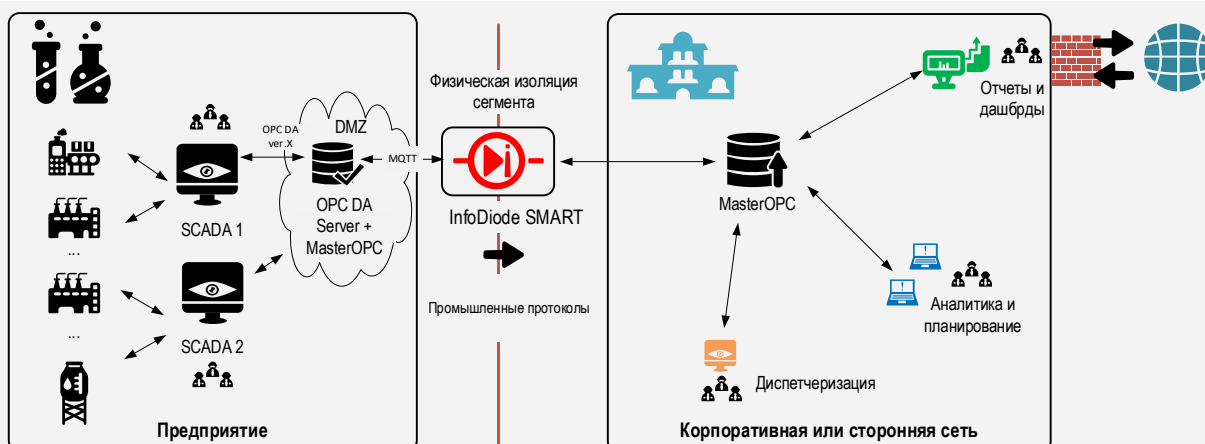 Физическая изоляция
сегмента
OPC DA
ver.X
DMZ
MQTT
OPC DA
Server +
MasterOPC
SCADA 1
...
...
SCADA 2
InfoDiode SMART
Промышленные протоколы
Предприятие
MasterOPC
Отчеты и
дашбрды
Аналитика и
планирование
Диспетчеризация
Корпоративная или сторонняя сеть